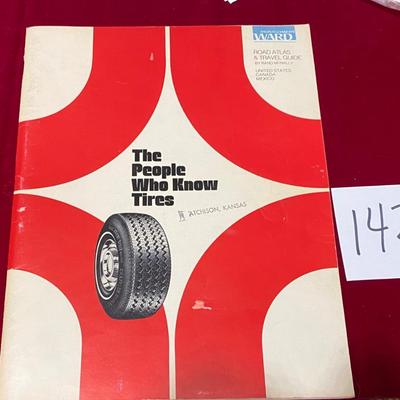 MONTGOMERY
WARD
ROAD ATLAS
& TRAVEL GUIDE
BY RAND McNALLY
UNITED STATES
CANADA
MEXICO
The
People
Who Know
Tires
ATCHISON, KANSAS